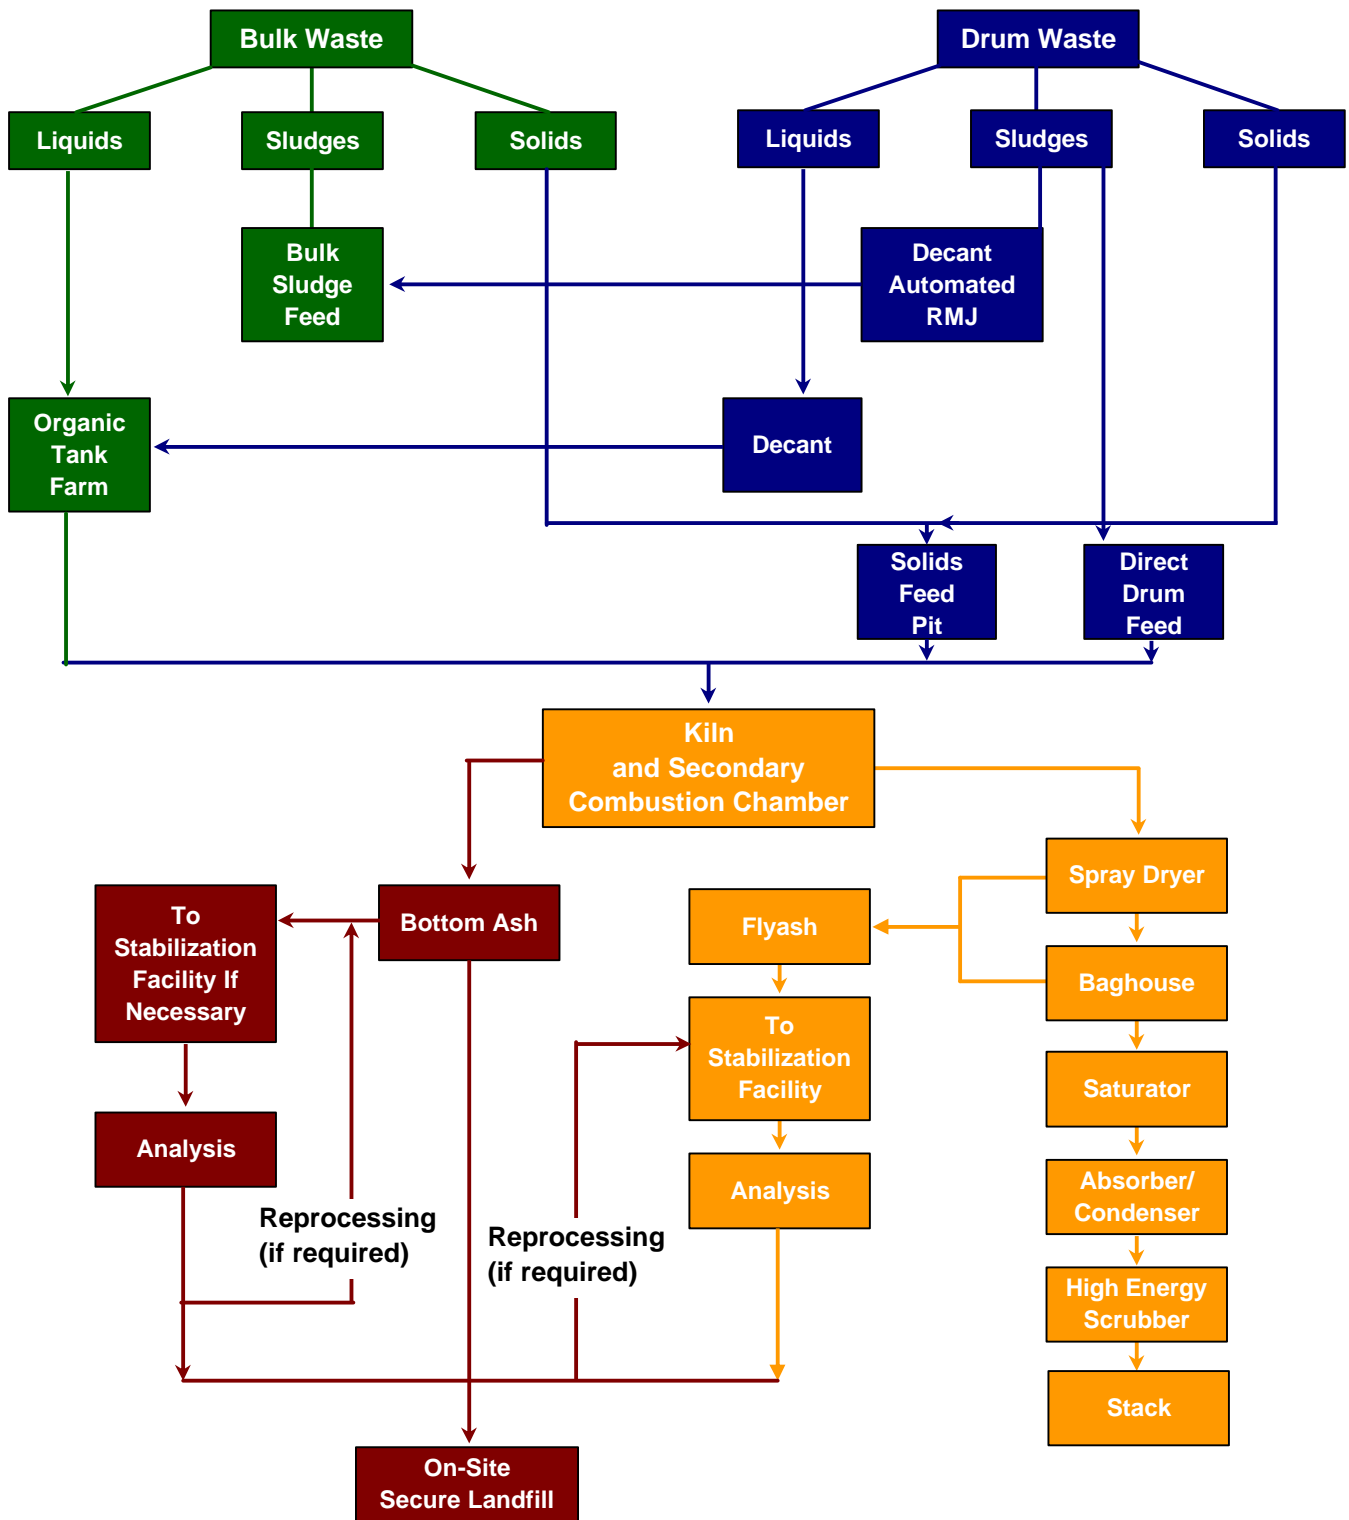 Bulk Waste
Drum Waste
Liquids
Sludges
Solids
Liquids
Sludges
Solids
Bulk
Sludge
Feed
Decant
Automated
RMJ
Organic
Tank
Farm
Decant
Solids
Feed
Pit
Direct
Drum
Feed
Kiln
and Secondary
Combustion Chamber
Spray Dryer
To
Stabilization
Facility If
Necessary
Bottom Ash
Flyash
Baghouse
To
Stabilization
Facility
Saturator
Analysis
Analysis
Absorber/
Condenser
Reprocessing
(if required)
Reprocessing
(if required)
High Energy
Scrubber
Stack
On-Site
Secure Landfill